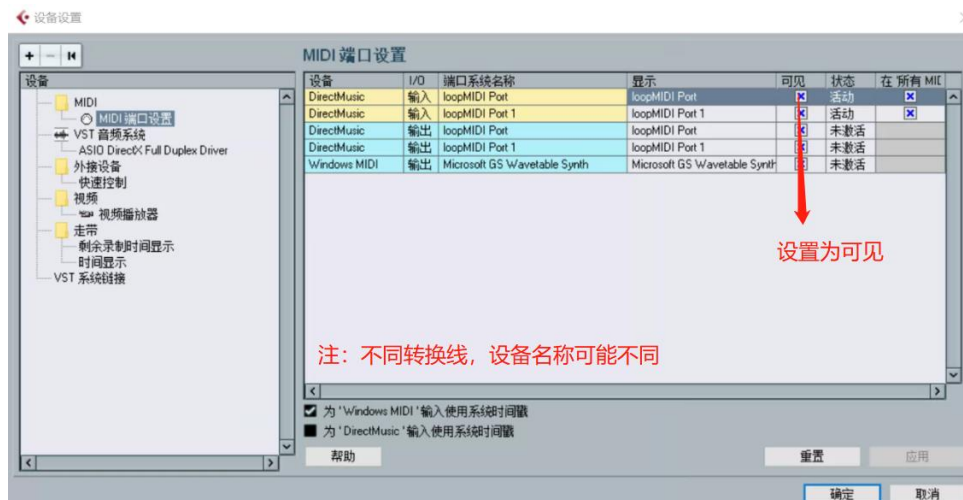 设备设置
MIDI 端口设置
设备
MIDI
MIDI 端口设置
VST 音频系统
ASIO DirectX Full Duplex Driver
外接设备
快速控制
视频
视频播放器
走带
剩余录制时间显示
时间显示
VST 系统链接
设备 I/O 端口系统名称 显示 可见 状态 在 '所有 MIC
DirectMusic 输入 loopMIDI Port loopMIDI Port 活动
DirectMusic 输入 loopMIDI Port 1 loopMIDI Port 1 活动
DirectMusic 输出 loopMIDI Port loopMIDI Port 未激活
DirectMusic 输出 loopMIDI Port 1 loopMIDI Port 1 未激活
Windows MIDI 输出 Microsoft GS Wavetable Synth Microsoft GS Wavetable Synth 未激活
设置为可见
注：不同转换线，设备名称可能不同
为 'Windows MIDI' 输入使用系统时间戳
为 'DirectMusic' 输入使用系统时间戳
帮助 重置 应用
确定 取消